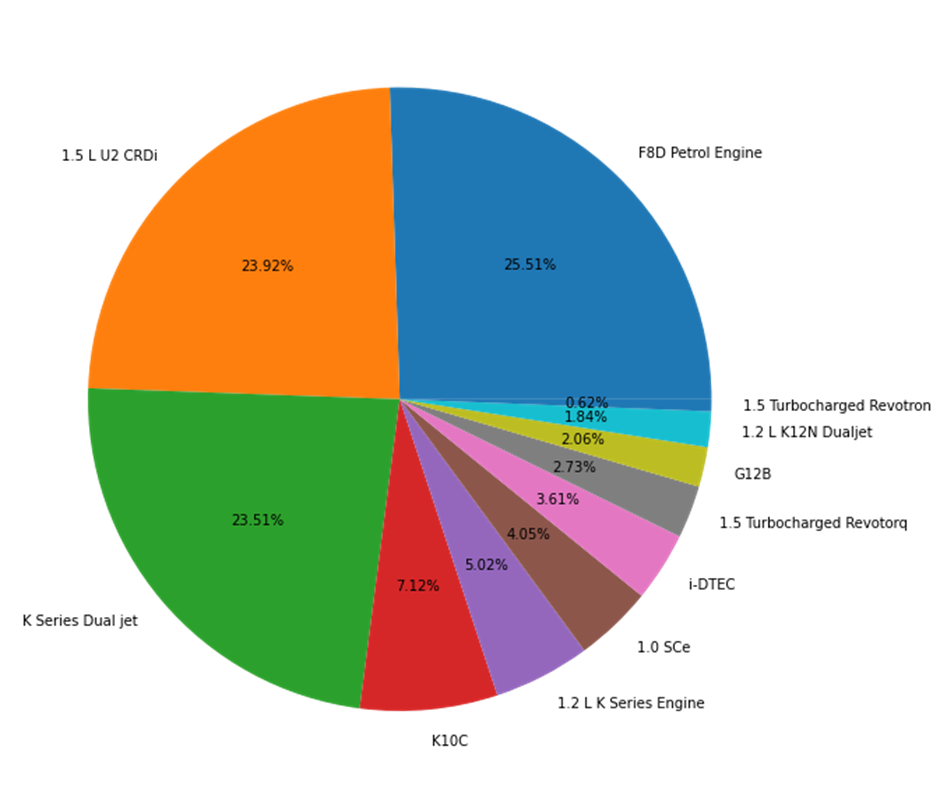 F8D Petrol Engine
25.51%
1.5 L U2 CRDi
23.92%
K Series Dual jet
23.51%
K10C
7.12%
1.2 L K Series Engine
5.02%
1.0 SCe
4.05%
i-DTEC
3.61%
1.5 Turbocharged Revotorq
2.73%
G12B
2.06%
1.2 L K12N Dualjet
1.84%
1.5 Turbocharged Revotron
0.62%